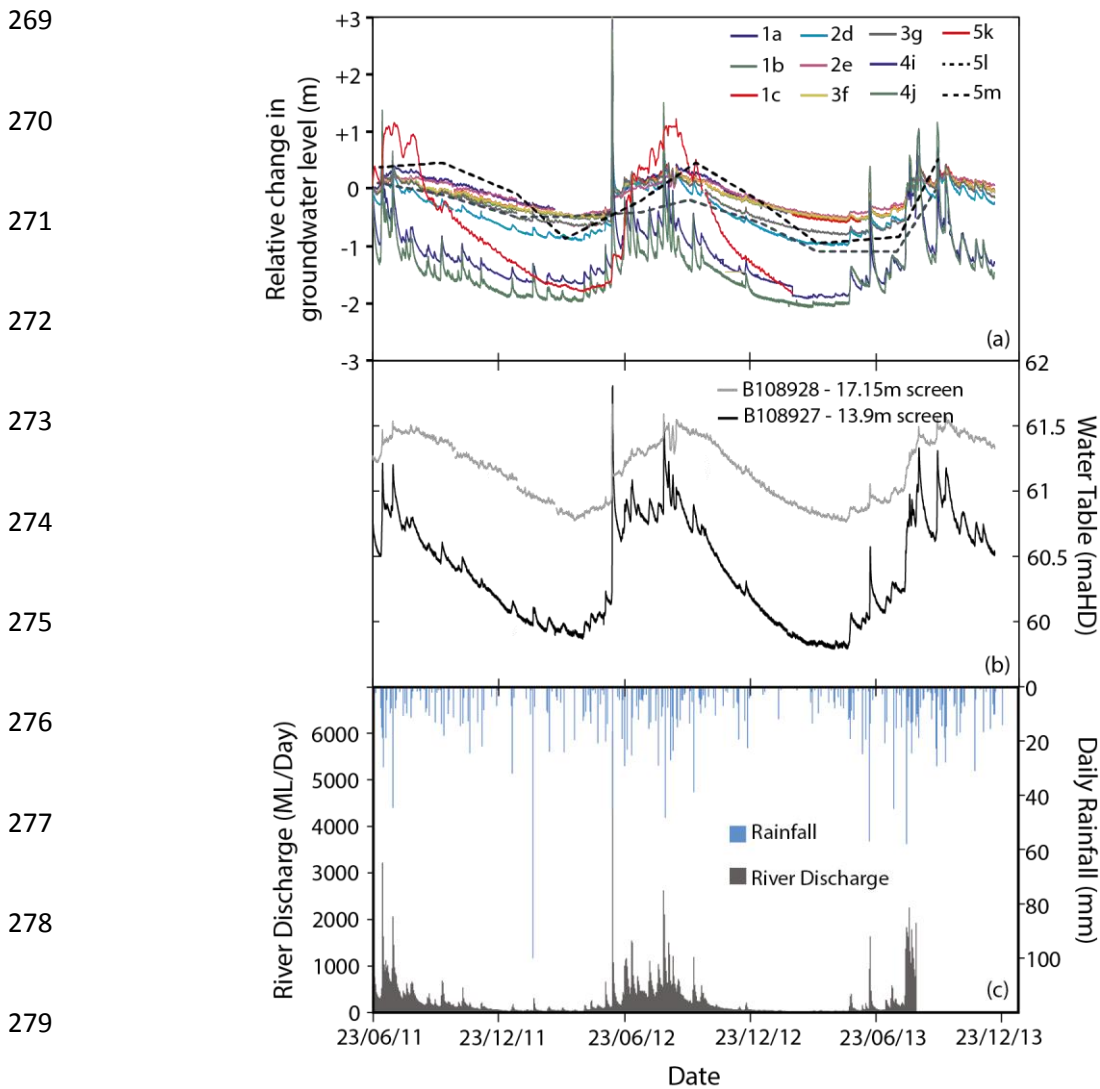 269
270
271
272
273
274
275
276
277
278
279
Relative change in
groundwater level (m)
+3
+2
+1
0
-1
-2
-3
1a 2d 3g 5k
1b 2e 4i 5l
1c 3f 4j 5m
(a)
62
61.5
61
60.5
60
Water Table (maHD)
B108928 - 17.15m screen
B108927 - 13.9m screen
(b)
River Discharge (ML/Day)
6000
5000
4000
3000
2000
1000
0
0
20
40
60
80
100
Daily Rainfall (mm)
Rainfall
River Discharge
(c)
23/06/11 23/12/11 23/06/12 23/12/12 23/06/13 23/12/13
Date